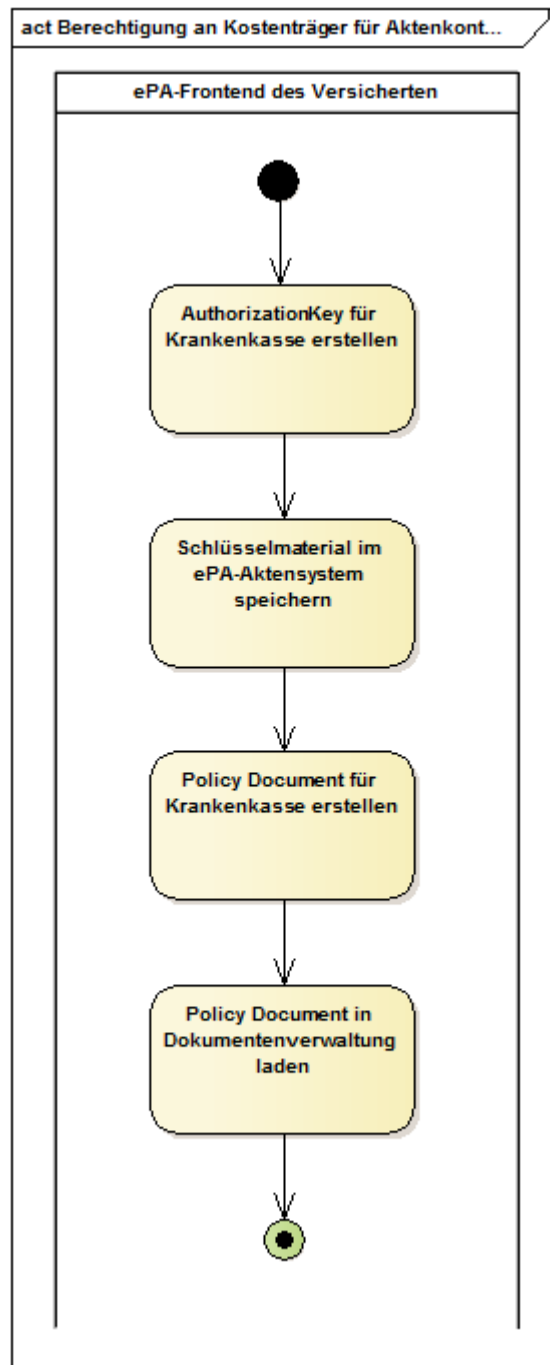 act Berechtigung an Kostenträger für Aktenkont...
ePA-Frontend des Versicherten
AuthorizationKey für
Krankenkasse erstellen
Schlüsselmaterial im
ePA-Aktensystem
speichern
Policy Document für
Krankenkasse erstellen
Policy Document in
Dokumentenverwaltung
laden